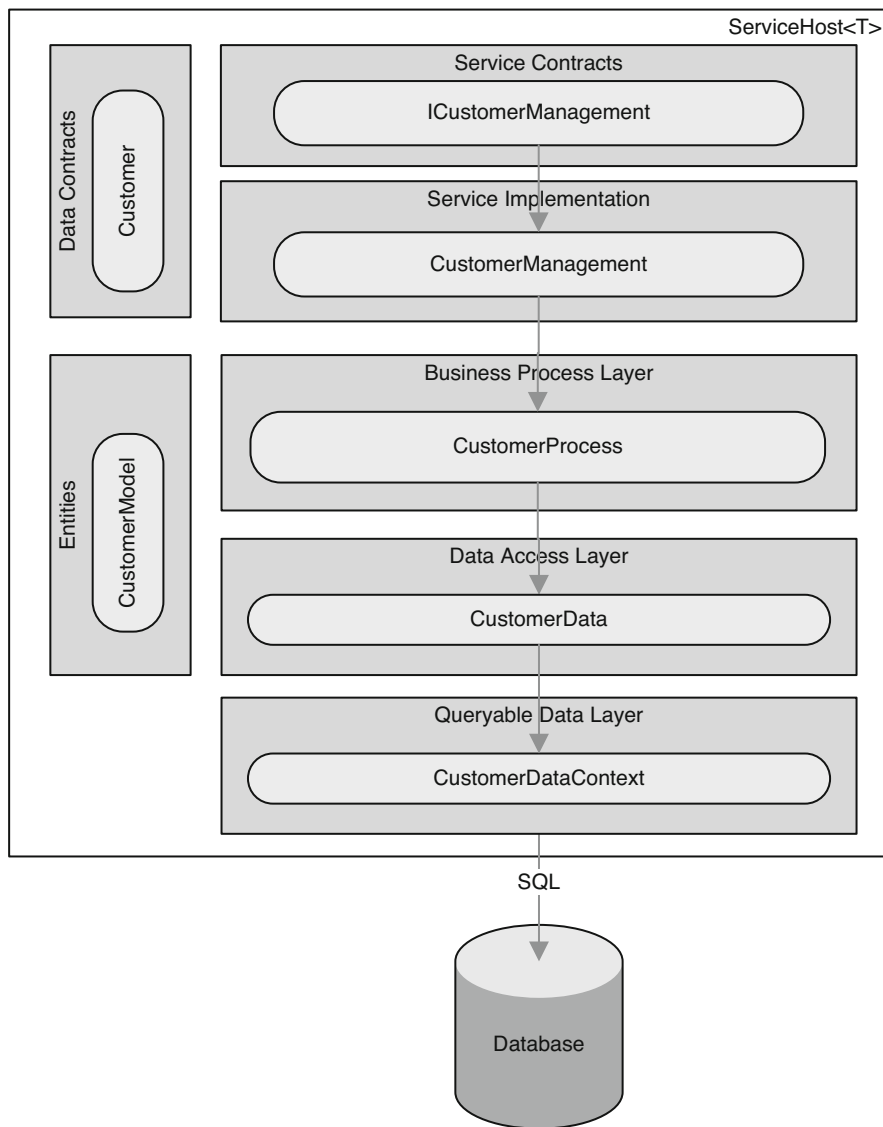 ServiceHost<T>
Data Contracts
Customer
Service Contracts
ICustomerManagement
Service Implementation
CustomerManagement
Entities
CustomerModel
Business Process Layer
CustomerProcess
Data Access Layer
CustomerData
Queryable Data Layer
CustomerDataContext
SQL
Database